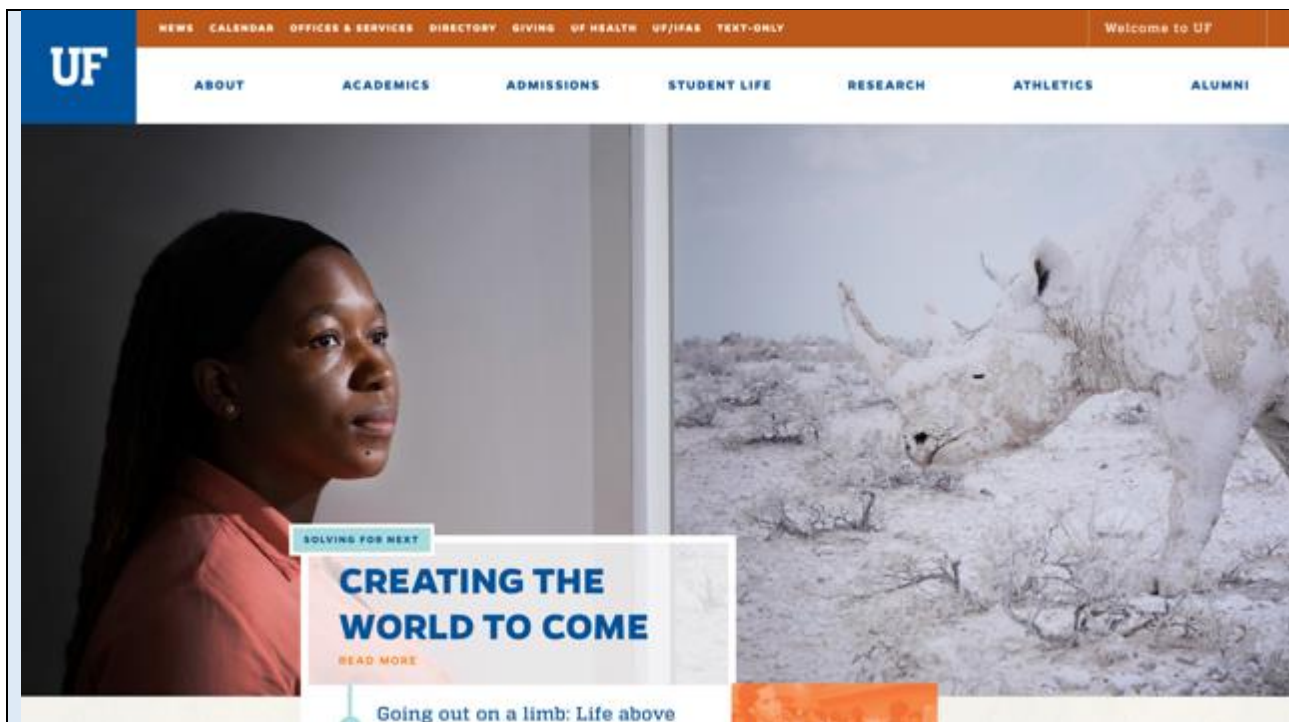 NEWS CALENDAR OFFICES & SERVICES DIRECTORY GIVING UF HEALTH UF/IFAS TEXT-ONLY Welcome to UF
UF
ABOUT ACADEMICS ADMISSIONS STUDENT LIFE RESEARCH ATHLETICS ALUMNI
SOLVING FOR NEXT
CREATING THE
WORLD TO COME
READ MORE
Going out on a limb: Life above